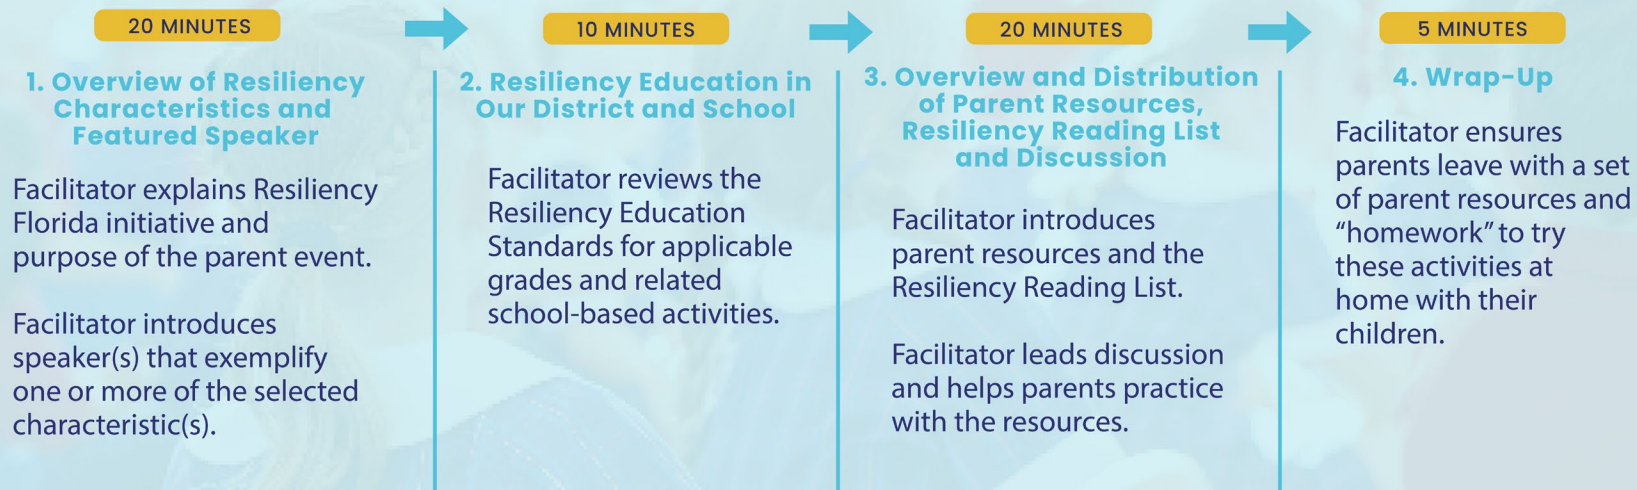 20 MINUTES
1. Overview of Resiliency
Characteristics and
Featured Speaker
Facilitator explains Resiliency
Florida initiative and
purpose of the parent event.
Facilitator introduces
speaker(s) that exemplify
one or more of the selected
characteristic(s).
10 MINUTES
2. Resiliency Education in
Our District and School
Facilitator reviews the
Resiliency Education
Standards for applicable
grades and related
school-based activities.
20 MINUTES
3. Overview and Distribution
of Parent Resources,
Resiliency Reading List
and Discussion
Facilitator introduces
parent resources and the
Resiliency Reading List.
Facilitator leads discussion
and helps parents practice
with the resources.
5 MINUTES
4. Wrap-Up
Facilitator ensures
parents leave with a set
of parent resources and
“homework” to try
these activities at
home with their
children.